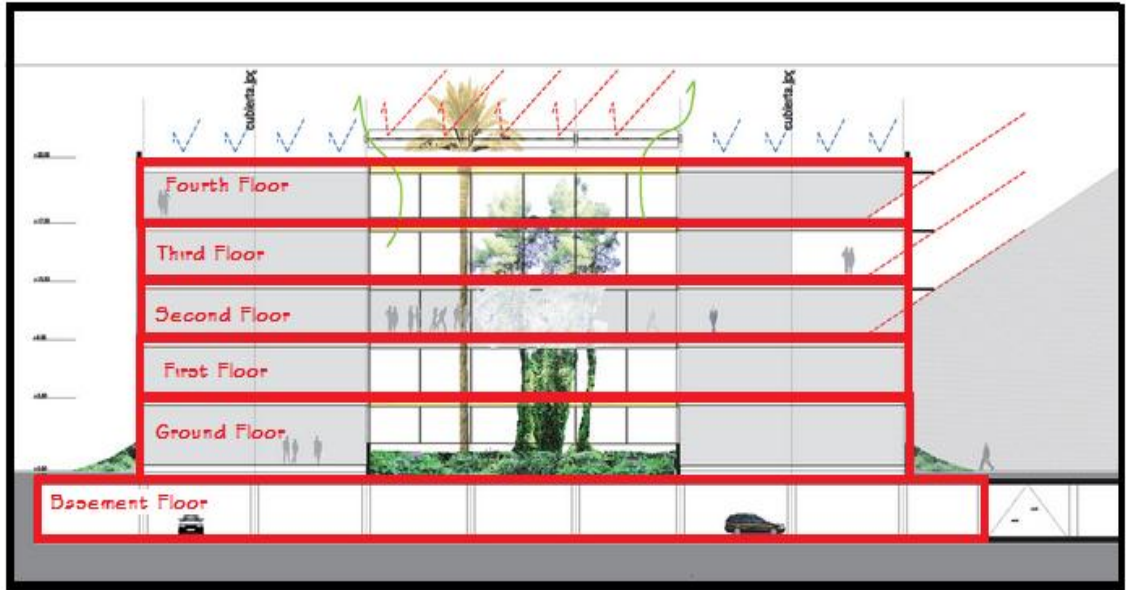 cubierta.jpg
cubierta.jpg
Fourth Floor
Third Floor
Second Floor
First Floor
Ground Floor
Basement Floor